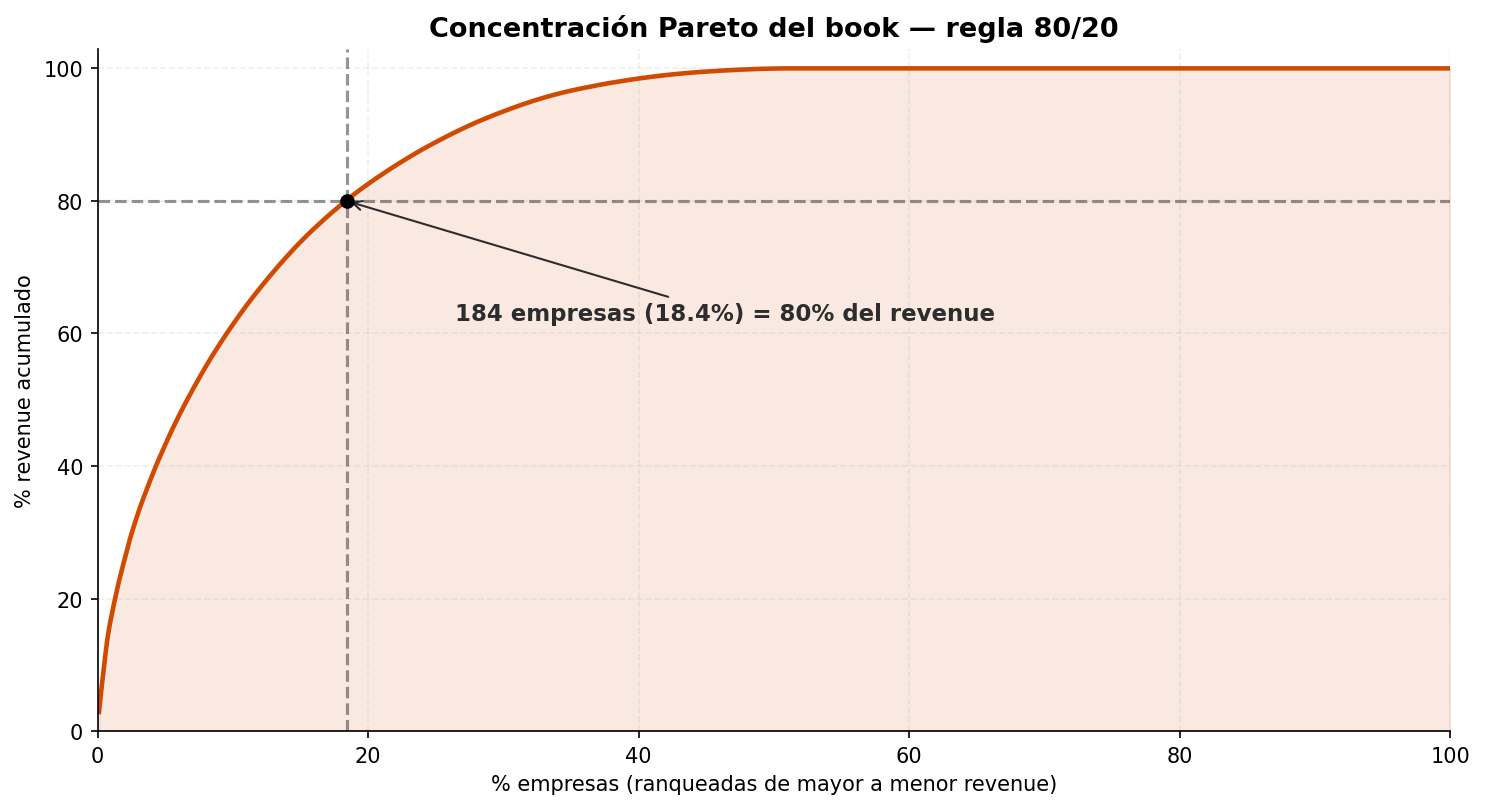 Concentración Pareto del book — regla 80/20
% revenue acumulado
100
80
60
40
20
0
184 empresas (18.4%) = 80% del revenue
0 20 40 60 80 100
% empresas (ranqueadas de mayor a menor revenue)